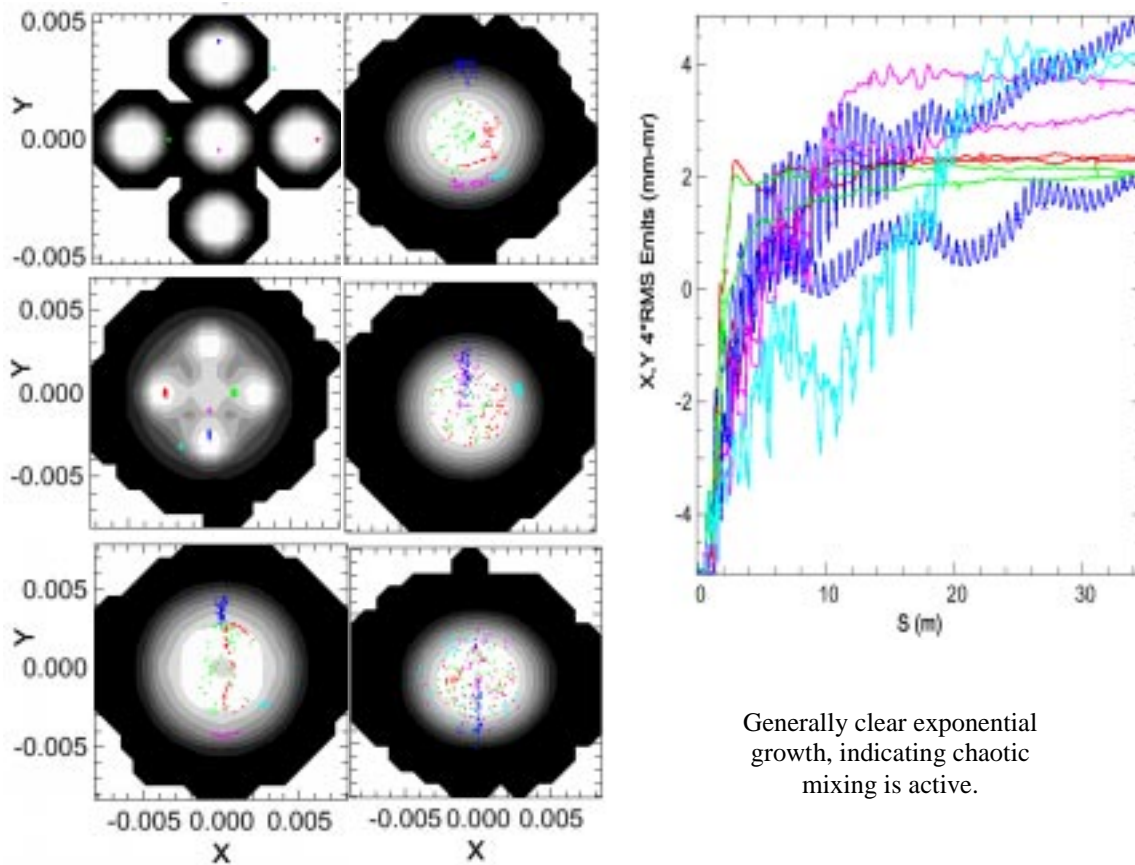 0.005
Y
0.000
-0.005
0.005
Y
0.000
-0.005
0.005
Y
0.000
-0.005
-0.005 0.000 0.005
X
-0.005 0.000 0.005
X
X,Y 4*RMS Emits (mm-mr)
4
2
0
-2
-4
0 10 20 30
S (m)
Generally clear exponential
growth, indicating chaotic
mixing is active.